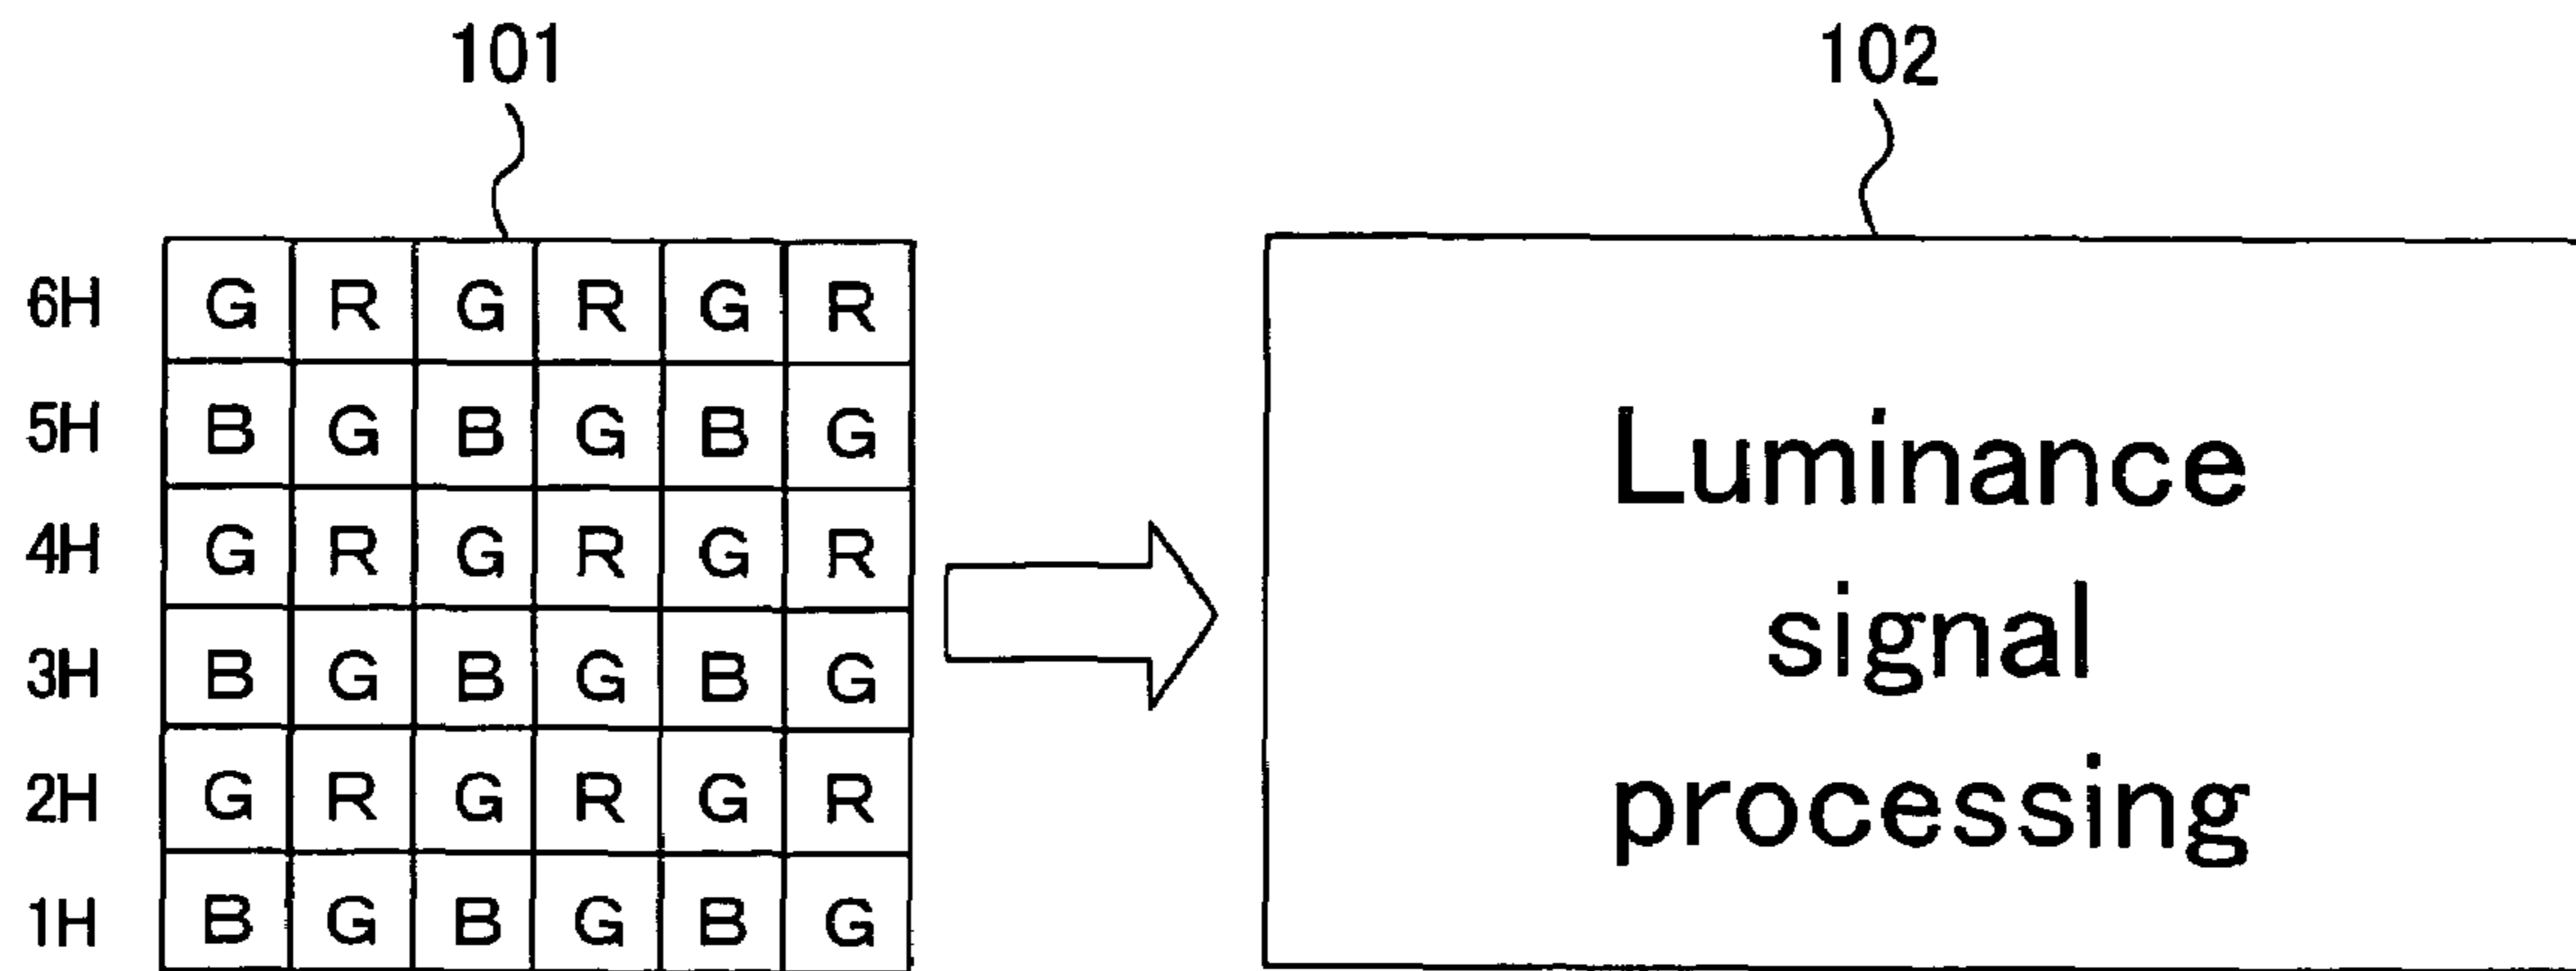 101
102
6H G R G R G R
5H B G B G B G
4H G R G R G R
3H B G B G B G
2H G R G R G R
1H B G B G B G
Luminance
signal
processing